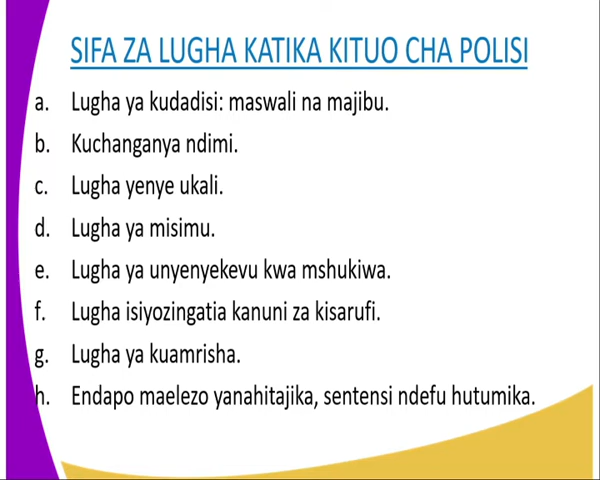 SIFA ZA LUGHA KATIKA KITUO CHA POLISI
a. Lugha ya kudadisi: maswali na majibu.
b. Kuchanganya ndimi.
c. Lugha yenye ukali.
d. Lugha ya misimu.
e. Lugha ya unyenyekevu kwa mshukiwa.
f. Lugha isiyozingatia kanuni za kisarufi.
g. Lugha ya kuamrisha.
h. Endapo maelezo yanahitajika, sentensi ndefu hutumika.